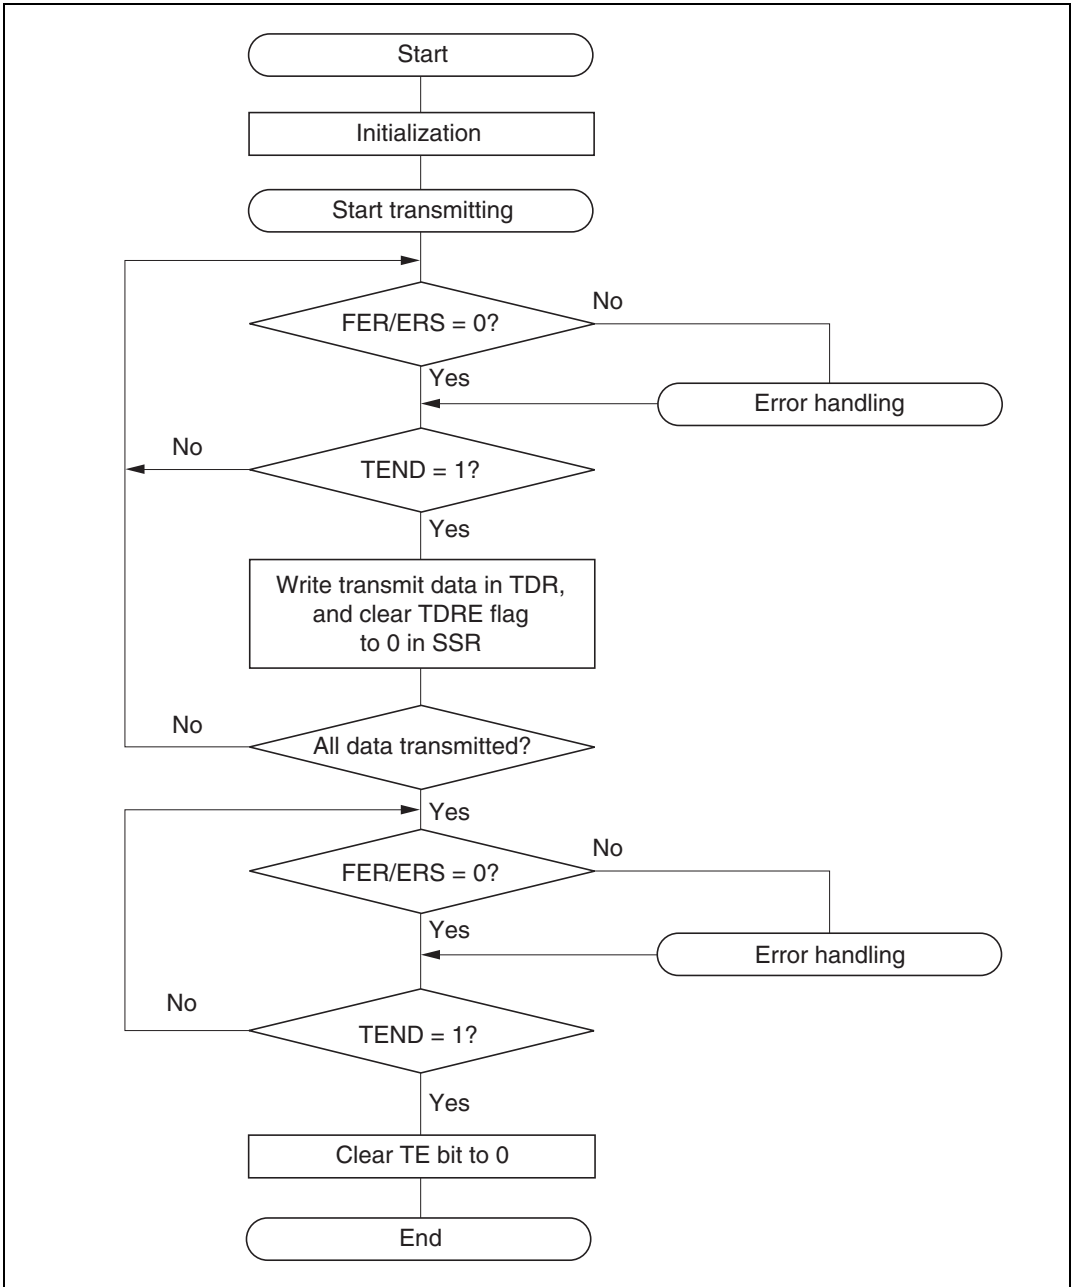 Start
Initialization
Start transmitting
FER/ERS = 0?
No
Yes
Error handling
No
TEND = 1?
Yes
Write transmit data in TDR,
and clear TDRE flag
to 0 in SSR
No
All data transmitted?
Yes
FER/ERS = 0?
No
Yes
Error handling
No
TEND = 1?
Yes
Clear TE bit to 0
End